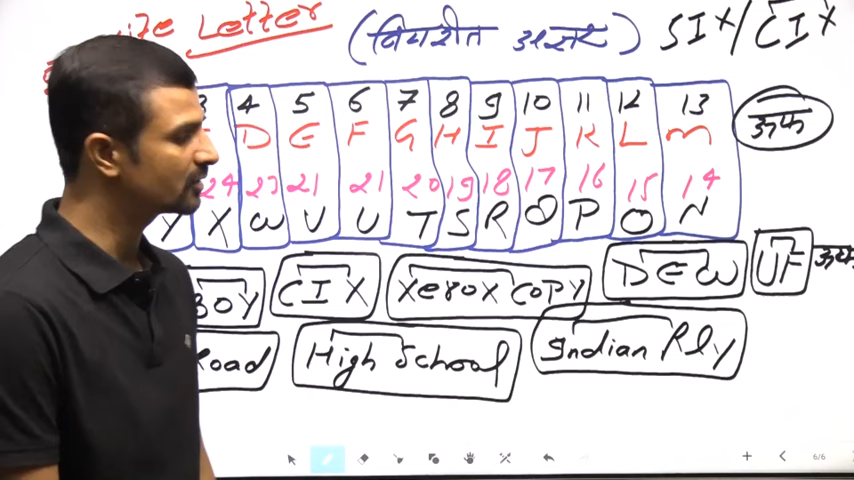 Letter (विपरीत अक्षर) SIX/CIX
3 4 5 6 7 8 9 10 11 12 13
D E F G H I J K L M
24 23 21 21 20 19 18 17 16 15 14
Y X W V U T S R Q P O N
BOY CIX XeroX COPY DEW UF
Road High School Indian Rly